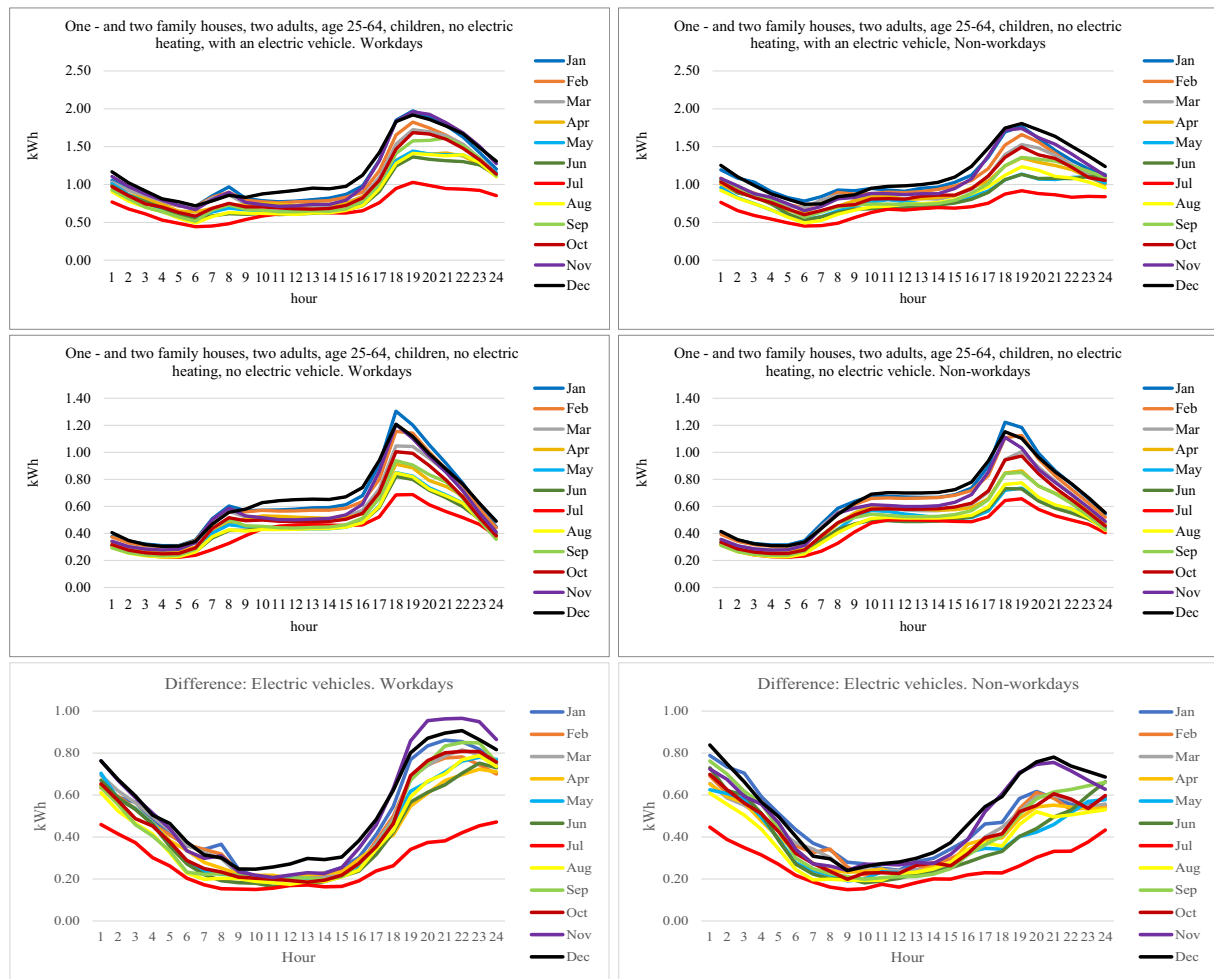 One - and two family houses, two adults, age 25-64, children, no electric
heating, with an electric vehicle. Workdays
2.50
2.00
1.50
1.00
0.50
0.00
kWh
1 2 3 4 5 6 7 8 9 10 11 12 13 14 15 16 17 18 19 20 21 22 23 24
hour
Jan
Feb
Mar
Apr
May
Jun
Jul
Aug
Sep
Oct
Nov
Dec
One - and two family houses, two adults, age 25-64, children, no electric
heating, with an electric vehicle, Non-workdays
2.50
2.00
1.50
1.00
0.50
0.00
kWh
1 2 3 4 5 6 7 8 9 10 11 12 13 14 15 16 17 18 19 20 21 22 23 24
hour
Jan
Feb
Mar
Apr
May
Jun
Jul
Aug
Sep
Oct
Nov
Dec
One - and two family houses, two adults, age 25-64, children, no electric
heating, no electric vehicle. Workdays
1.40
1.20
1.00
0.80
0.60
0.40
0.20
0.00
kWh
1 2 3 4 5 6 7 8 9 10 11 12 13 14 15 16 17 18 19 20 21 22 23 24
hour
Jan
Feb
Mar
Apr
May
Jun
Jul
Aug
Sep
Oct
Nov
Dec
One - and two family houses, two adults, age 25-64, children, no electric
heating, no electric vehicle. Non-workdays
1.40
1.20
1.00
0.80
0.60
0.40
0.20
0.00
kWh
1 2 3 4 5 6 7 8 9 10 11 12 13 14 15 16 17 18 19 20 21 22 23 24
hour
Jan
Feb
Mar
Apr
May
Jun
Jul
Aug
Sep
Oct
Nov
Dec
Difference: Electric vehicles. Workdays
1.00
0.80
0.60
0.40
0.20
0.00
kWh
1 2 3 4 5 6 7 8 9 10 11 12 13 14 15 16 17 18 19 20 21 22 23 24
Hour
Jan
Feb
Mar
Apr
May
Jun
Jul
Aug
Sep
Oct
Nov
Dec
Difference: Electric vehicles. Non-workdays
1.00
0.80
0.60
0.40
0.20
0.00
kWh
1 2 3 4 5 6 7 8 9 10 11 12 13 14 15 16 17 18 19 20 21 22 23 24
Hour
Jan
Feb
Mar
Apr
May
Jun
Jul
Aug
Sep
Oct
Nov
Dec